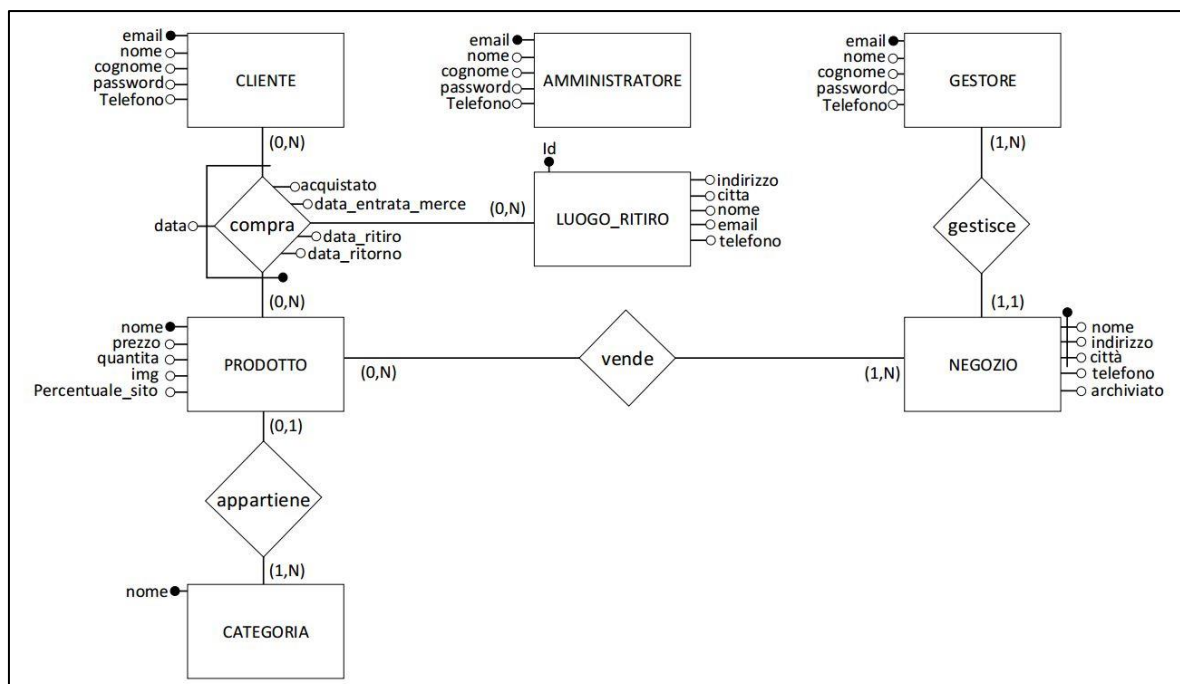 email
nome
cognome
password
Telefono
CLIENTE
email
nome
cognome
password
Telefono
AMMINISTRATORE
email
nome
cognome
password
Telefono
GESTORE
(0,N)
(1,N)
Id
acquistato
data_entrata_merce
data
compra
data_ritiro
data_ritorno
(0,N)
LUOGO_RITIRO
indirizzo
citta
nome
email
telefono
gestisce
(0,N)
(1,1)
nome
prezzo
quantita
img
Percentuale_sito
PRODOTTO
(0,N)
vende
(1,N)
NEGOZIO
nome
indirizzo
città
telefono
archiviato
(0,1)
appartiene
(1,N)
nome
CATEGORIA